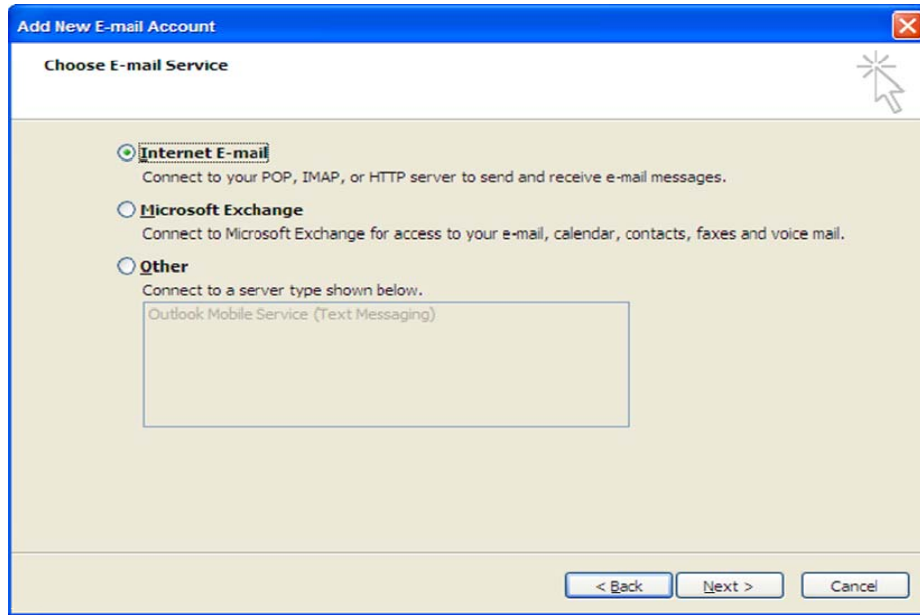 Add New E-mail Account
Choose E-mail Service
Internet E-mail
Connect to your POP, IMAP, or HTTP server to send and receive e-mail messages.
Microsoft Exchange
Connect to Microsoft Exchange for access to your e-mail, calendar, contacts, faxes and voice mail.
Other
Connect to a server type shown below.
Outlook Mobile Service (Text Messaging)
< Back Next > Cancel